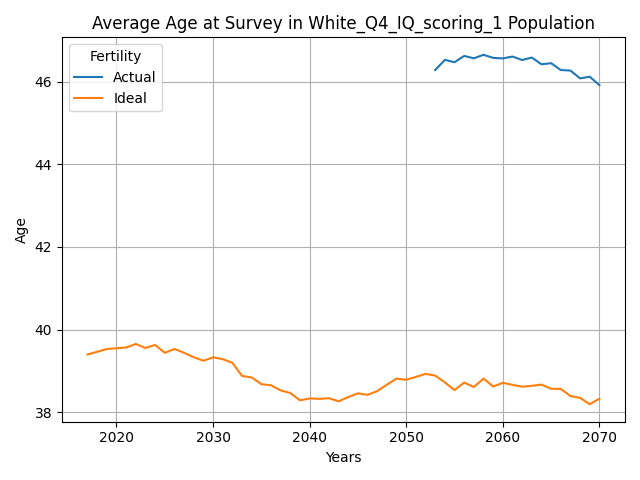 Average Age at Survey in White_Q4_IQ_scoring_1 Population
Fertility
Actual
Ideal
Age
46
44
42
40
38
2020
2030
2040
2050
2060
2070
Years